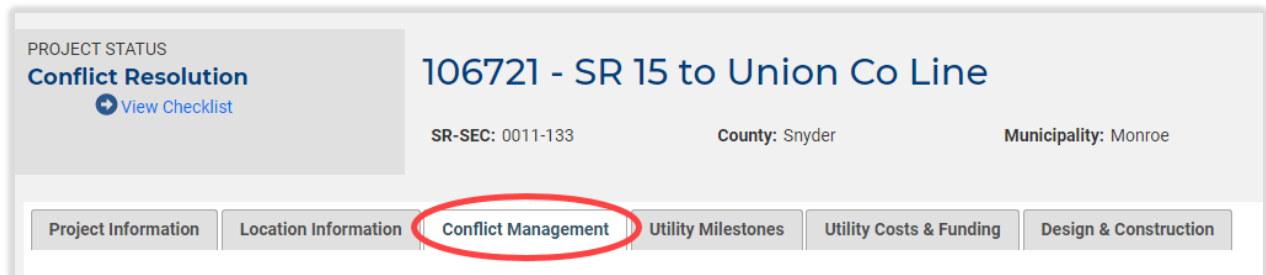 PROJECT STATUS
Conflict Resolution
View Checklist
106721 - SR 15 to Union Co Line
SR-SEC: 0011-133 County: Snyder Municipality: Monroe
Project Information Location Information Conflict Management Utility Milestones Utility Costs & Funding Design & Construction